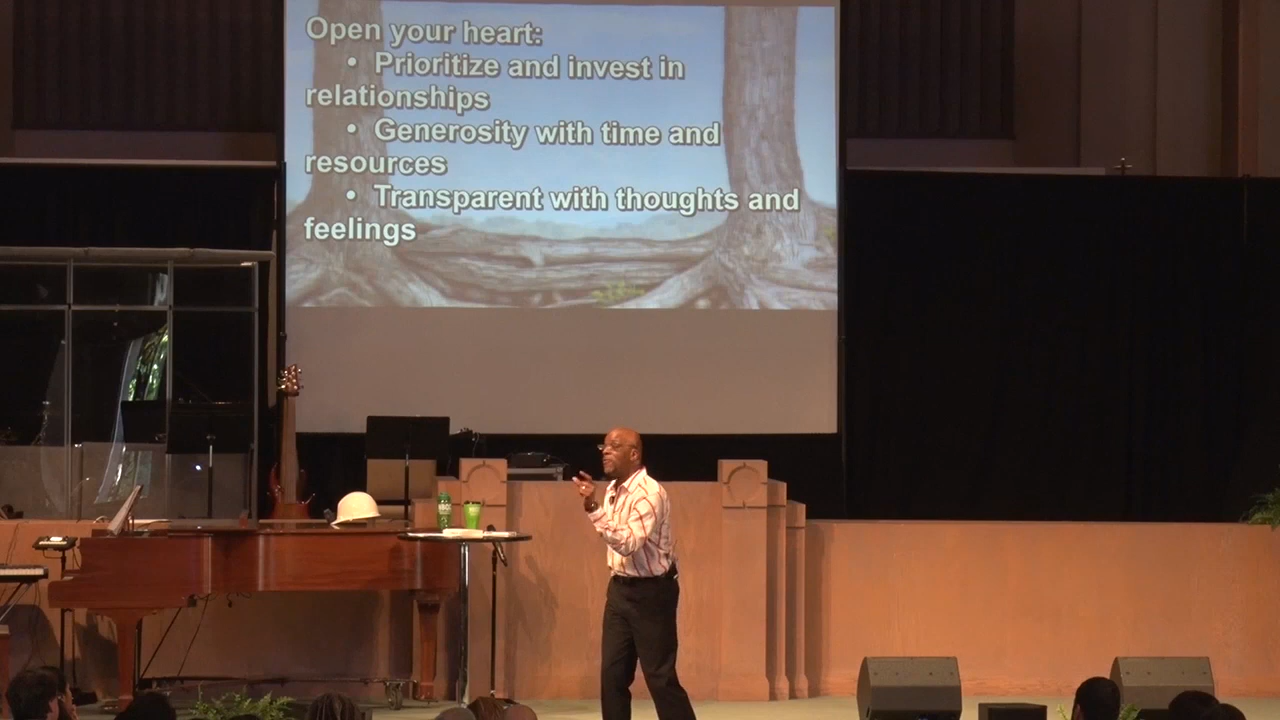 Open your heart:
• Prioritize and invest in
relationships
• Generosity with time and
resources
• Transparent with thoughts and
feelings